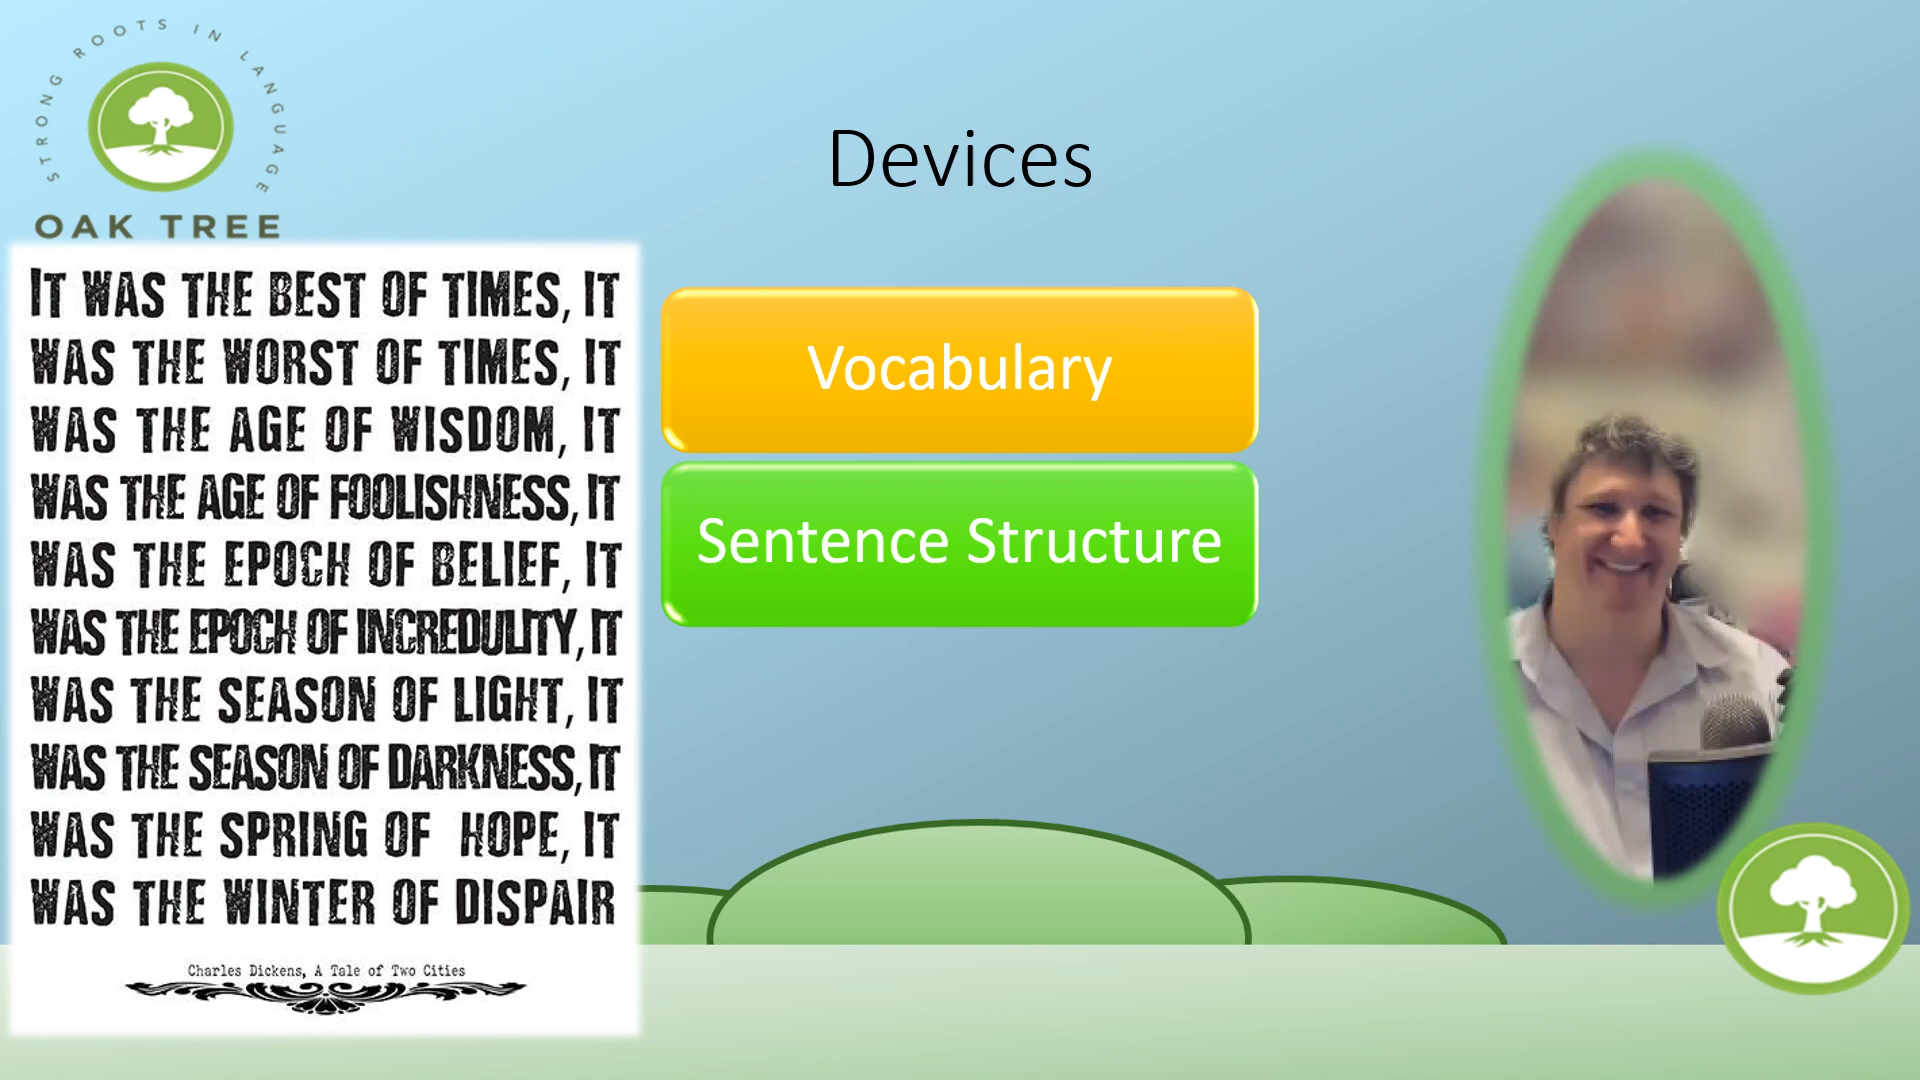 STRONG ROOTS IN LANGUAGE
OAK TREE
Devices
IT WAS THE BEST OF TIMES, IT
WAS THE WORST OF TIMES, IT
WAS THE AGE OF WISDOM, IT
WAS THE AGE OF FOOLISHNESS, IT
WAS THE EPOCH OF BELIEF, IT
WAS THE EPOCH OF INCREDULITY, IT
WAS THE SEASON OF LIGHT, IT
WAS THE SEASON OF DARKNESS, IT
WAS THE SPRING OF HOPE, IT
WAS THE WINTER OF DISPAIR
Charles Dickens, A Tale of Two Cities
Vocabulary
Sentence Structure